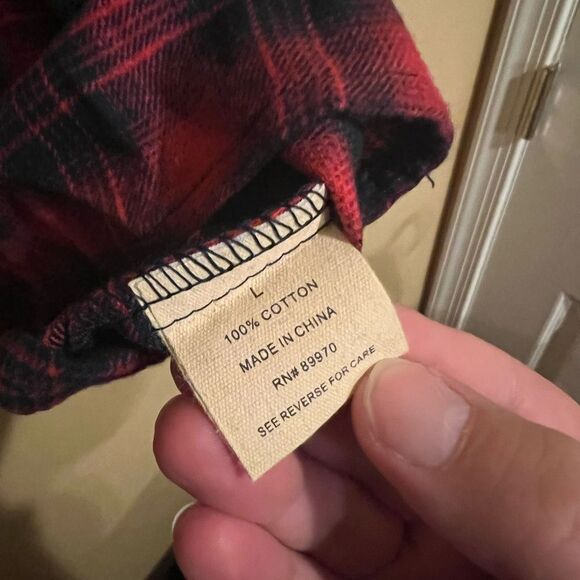 L
100% COTTON
MADE IN CHINA
RN# 89970
SEE REVERSE FOR CARE